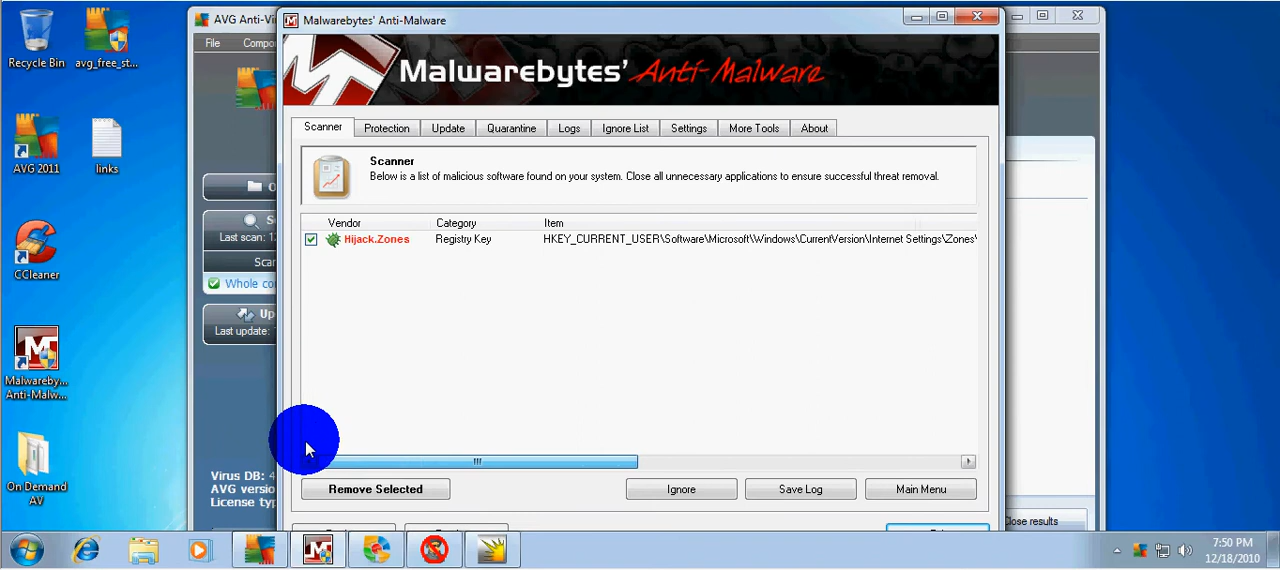 Recycle Bin
avg_free_st...
AVG 2011
links
CCleaner
Malwareby...
Anti-Malw...
On Demand
AV
AVG Anti-Vi
File
Compo
Last scan: 12
Scan
Whole co
Up
Last update:
Virus DB: 4
AVG versio
License typ
Malwarebytes' Anti-Malware
Malwarebytes' Anti-Malware
Scanner
Protection
Update
Quarantine
Logs
Ignore List
Settings
More Tools
About
Scanner
Below is a list of malicious software found on your system. Close all unnecessary applications to ensure successful threat removal.
Vendor
Category
Item
Hijack.Zones
Registry Key
HKEY_CURRENT_USER\Software\Microsoft\Windows\CurrentVersion\Internet Settings\Zones\
Remove Selected
Ignore
Save Log
Main Menu
Close results
7:50 PM
12/18/2010